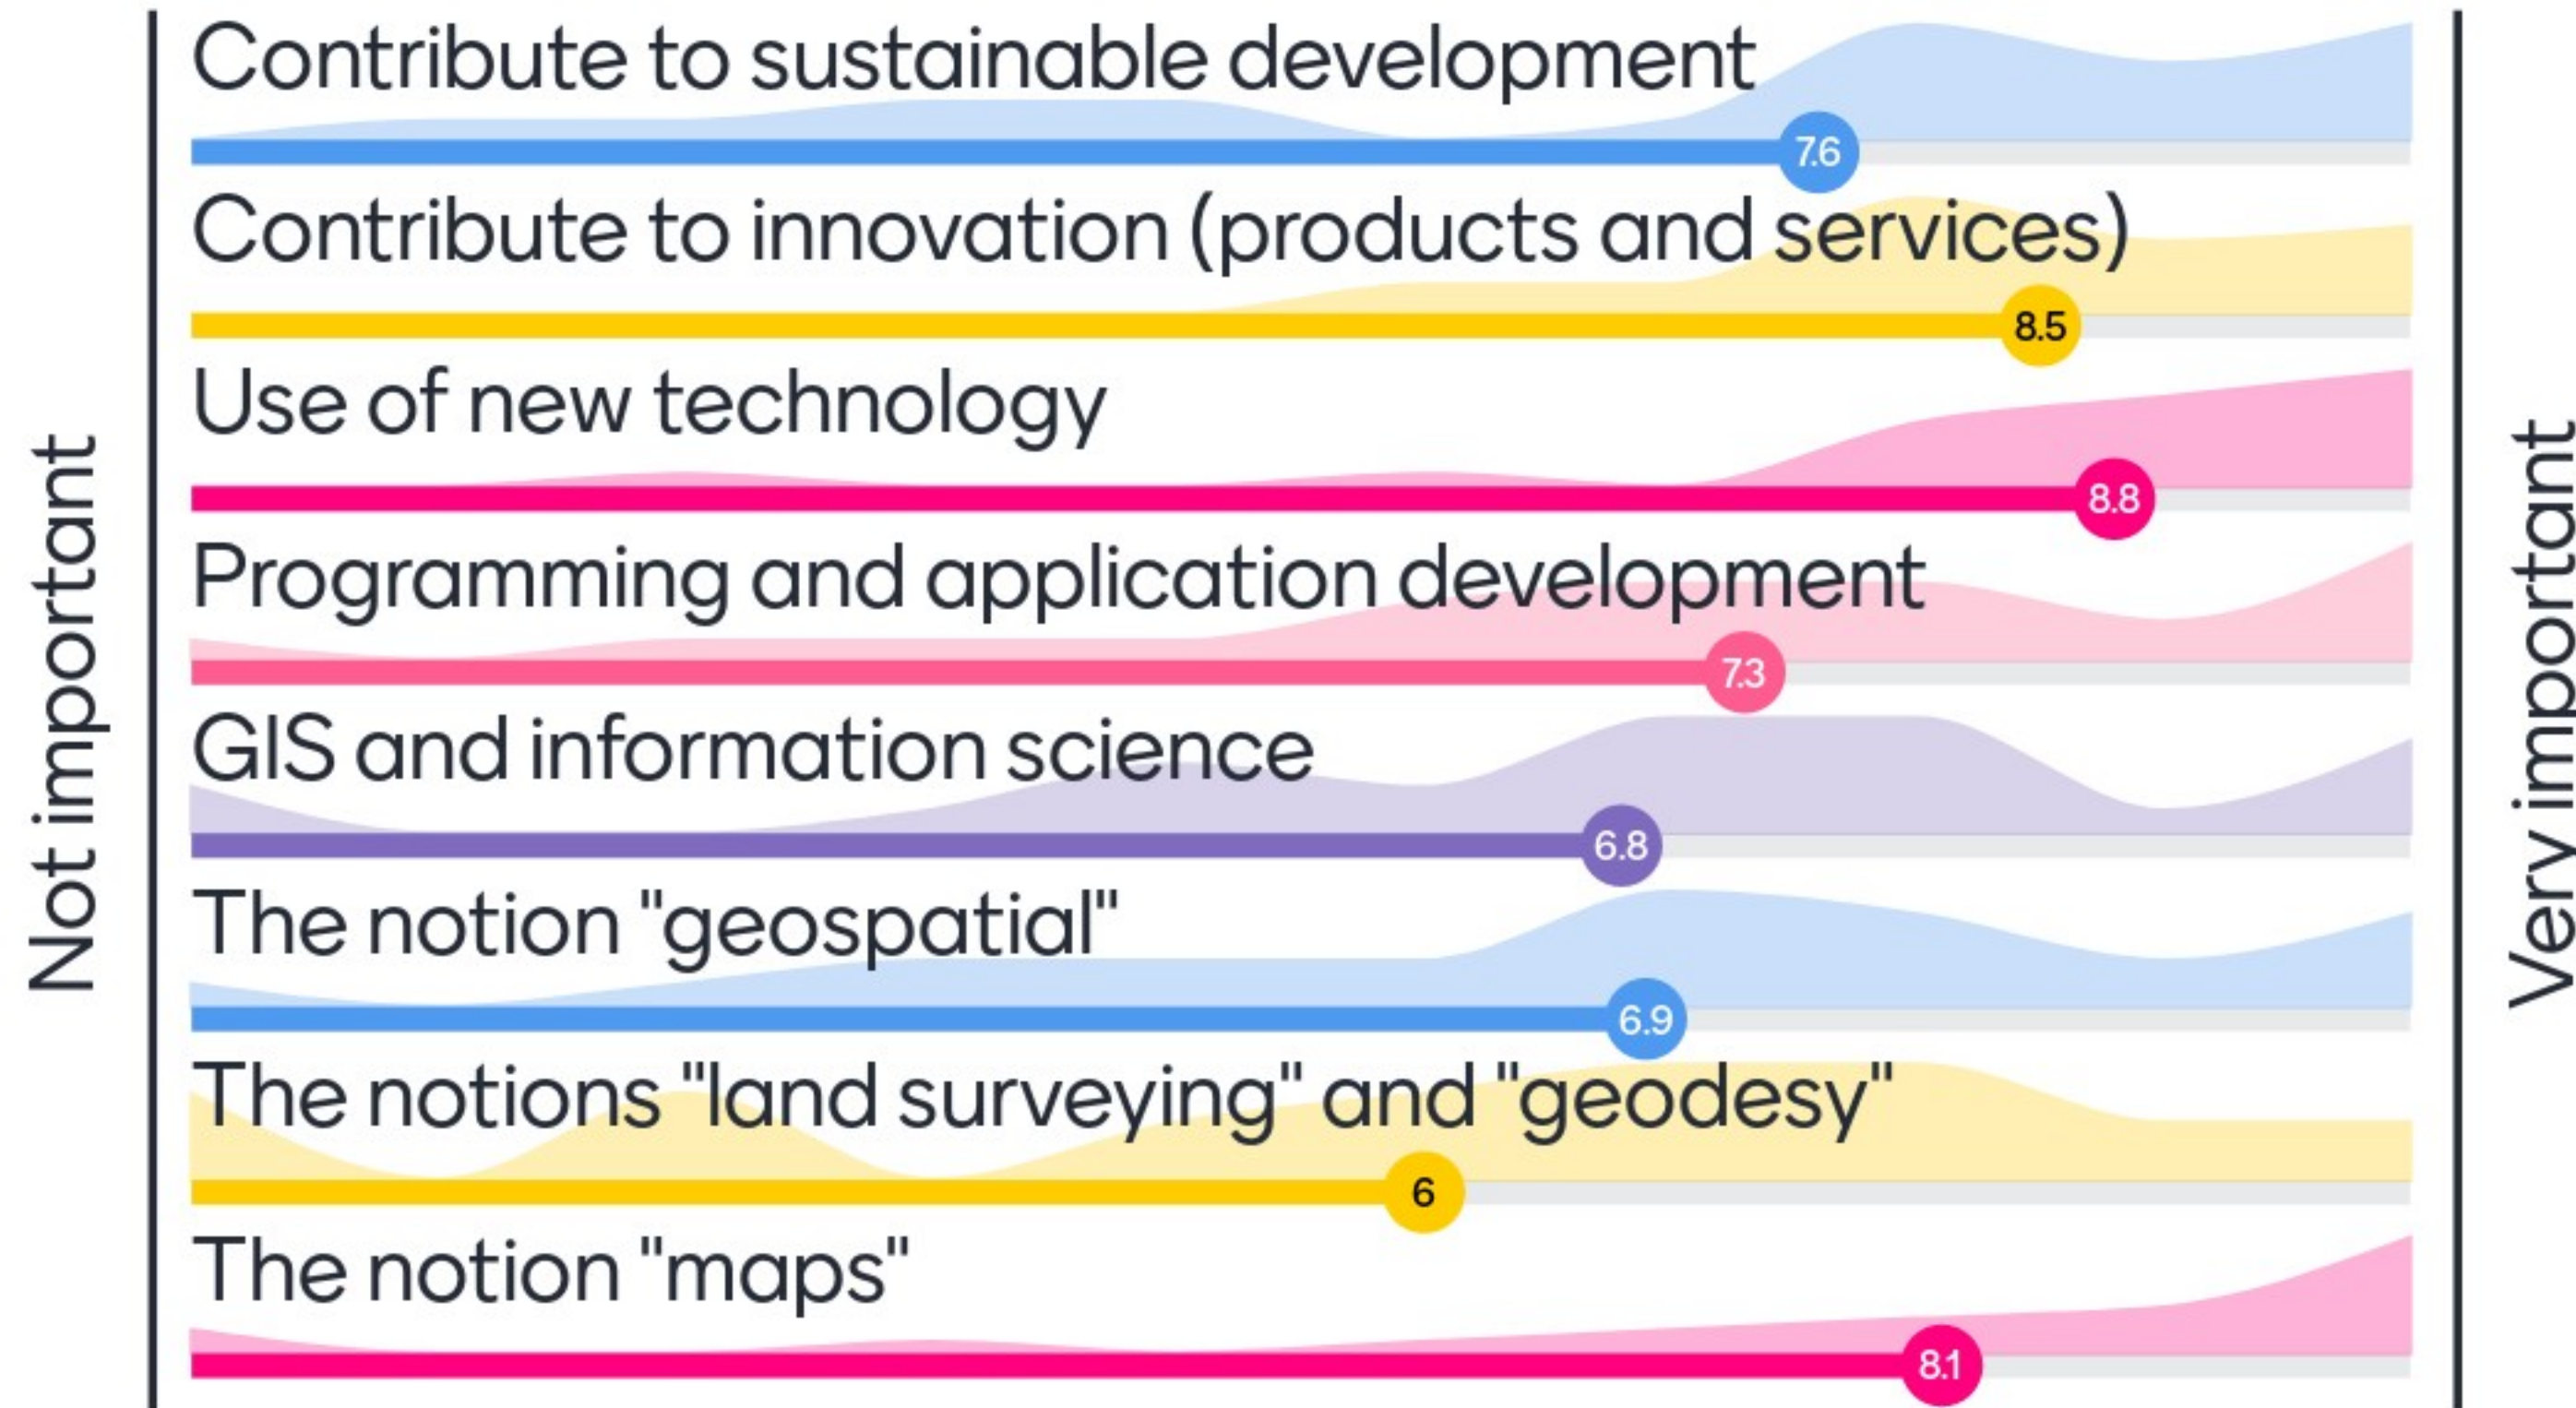 Not important
Contribute to sustainable development
7.6
Contribute to innovation (products and services)
8.5
Use of new technology
8.8
Programming and application development
7.3
GIS and information science
6.8
The notion "geospatial"
6.9
The notions "land surveying" and "geodesy"
6
The notion "maps"
8.1
Very important